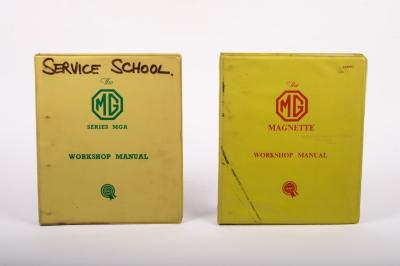 SERVICE SCHOOL.
The
MG
SERIES MGA
WORKSHOP MANUAL
The
MG
MAGNETTE
WORKSHOP MANUAL